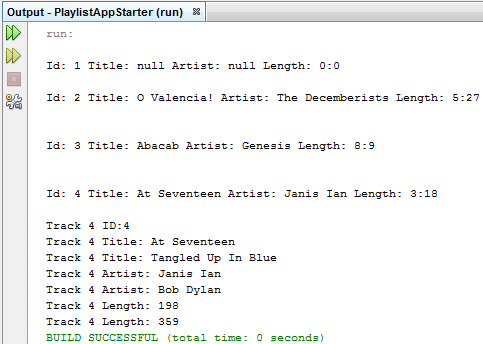 Output - PlaylistAppStarter (run)
run:
Id: 1 Title: null Artist: null Length: 0:0
Id: 2 Title: O Valencia! Artist: The Decemberists Length: 5:27
Id: 3 Title: Abacab Artist: Genesis Length: 8:9
Id: 4 Title: At Seventeen Artist: Janis Ian Length: 3:18
Track 4 ID:4
Track 4 Title: At Seventeen
Track 4 Title: Tangled Up In Blue
Track 4 Artist: Janis Ian
Track 4 Artist: Bob Dylan
Track 4 Length: 198
Track 4 Length: 359
BUILD SUCCESSFUL (total time: 0 seconds)